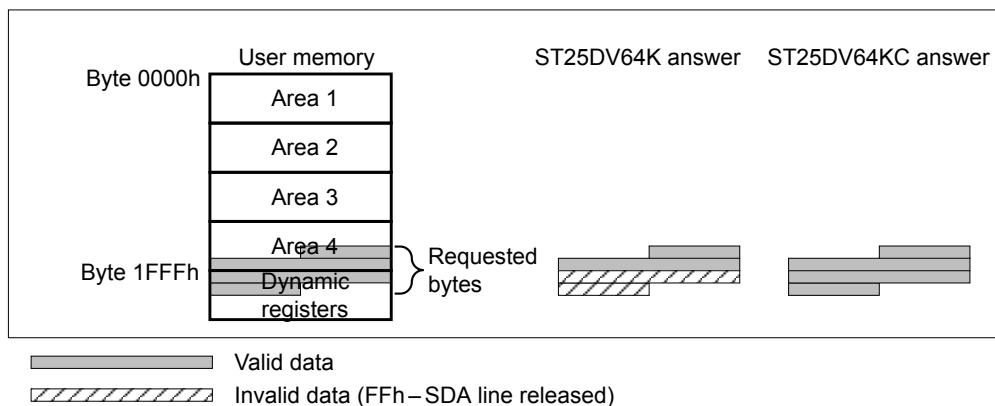 User memory
ST25DV64K answer
ST25DV64KC answer
Byte 0000h
Area 1
Area 2
Area 3
Area 4
Byte 1FFFh
Dynamic
registers
Requested
bytes
Valid data
Invalid data (FFh – SDA line released)